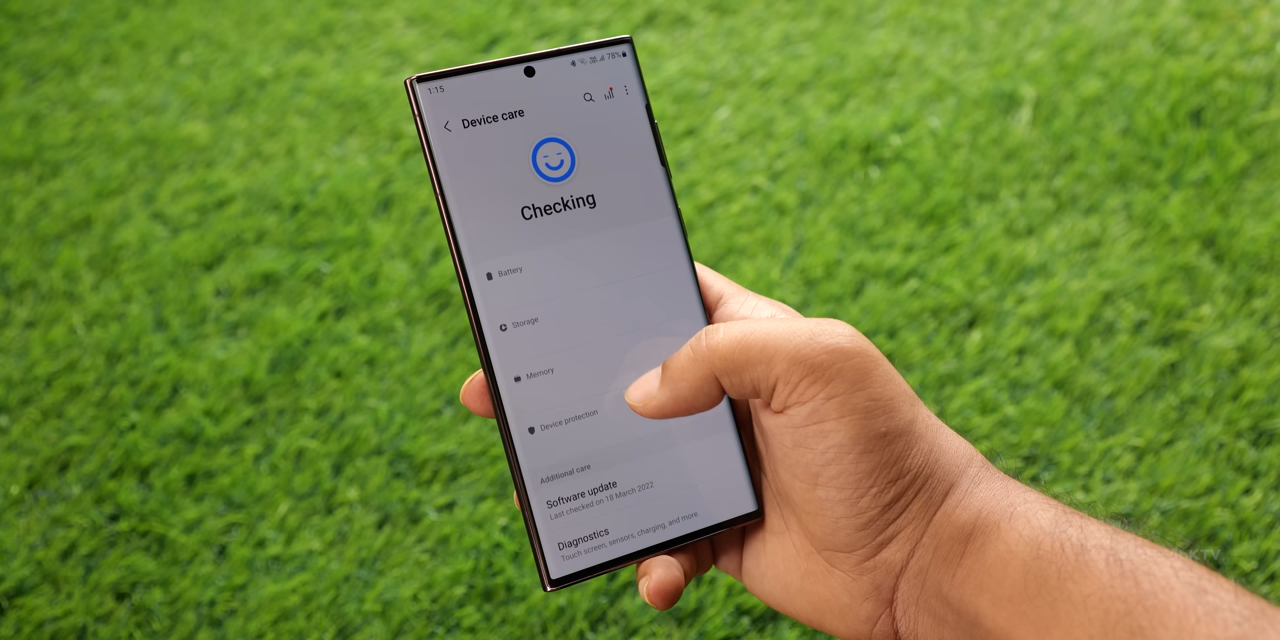 1:15
78%
Device care
Checking
Battery
Storage
Memory
Device protection
Additional care
Software update
Last checked on 18 March 2022
Diagnostics
Touch screen, sensors, charging, and more.